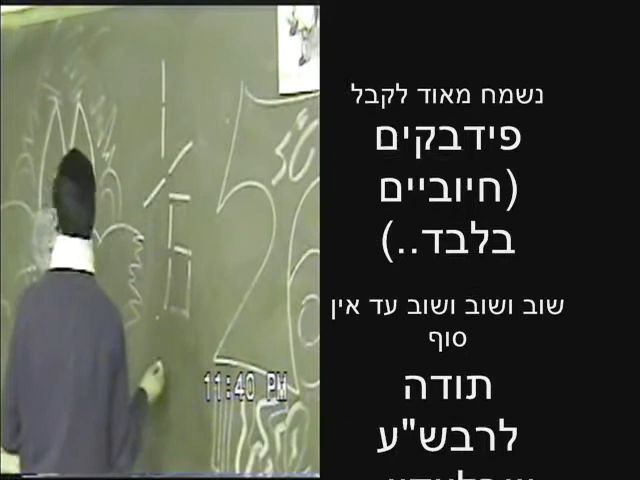 נשמח מאוד לקבל
פידבקים
(חיוביים
בלבד..)
שוב ושוב ושוב עד אין
סוף
תודה
לרבש"ע
11:40 PM